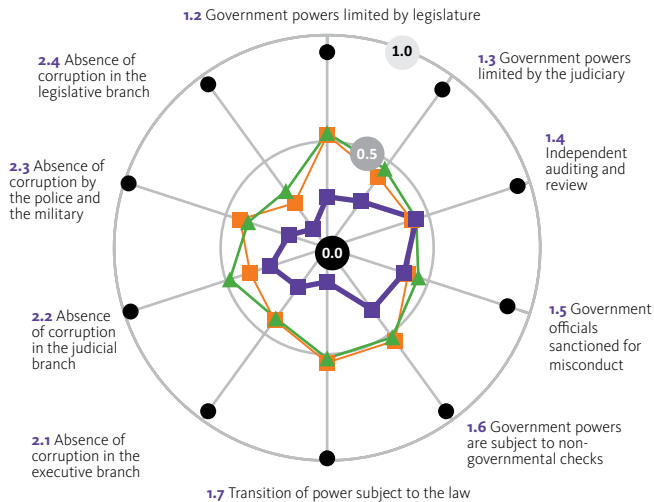 1.2 Government powers limited by legislature
1.0
1.3 Government powers
limited by the judiciary
1.4
Independent
auditing and
review
1.5 Government
officials
sanctioned for
misconduct
1.6 Government powers
are subject to non-
governmental checks
1.7 Transition of power subject to the law
2.1 Absence of
corruption in the
executive branch
2.2 Absence
of corruption
in the judicial
branch
2.3 Absence of
corruption by
the police and
the military
2.4 Absence of
corruption in the
legislative branch
0.5
0.0